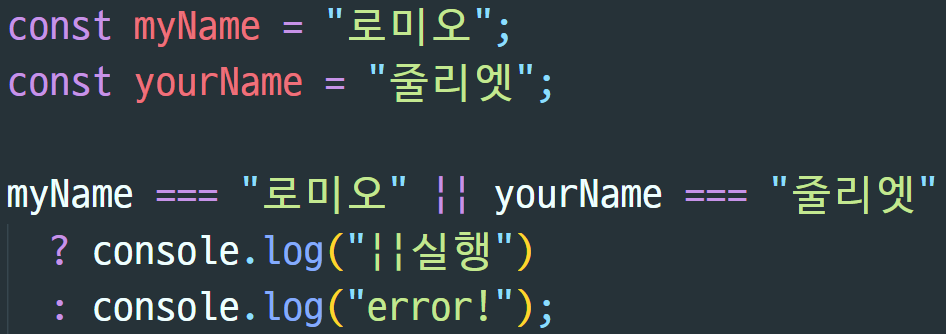 const myName = "로미오";
const yourName = "줄리엣";
myName === "로미오" || yourName === "줄리엣"
? console.log("||실행")
: console.log("error!");